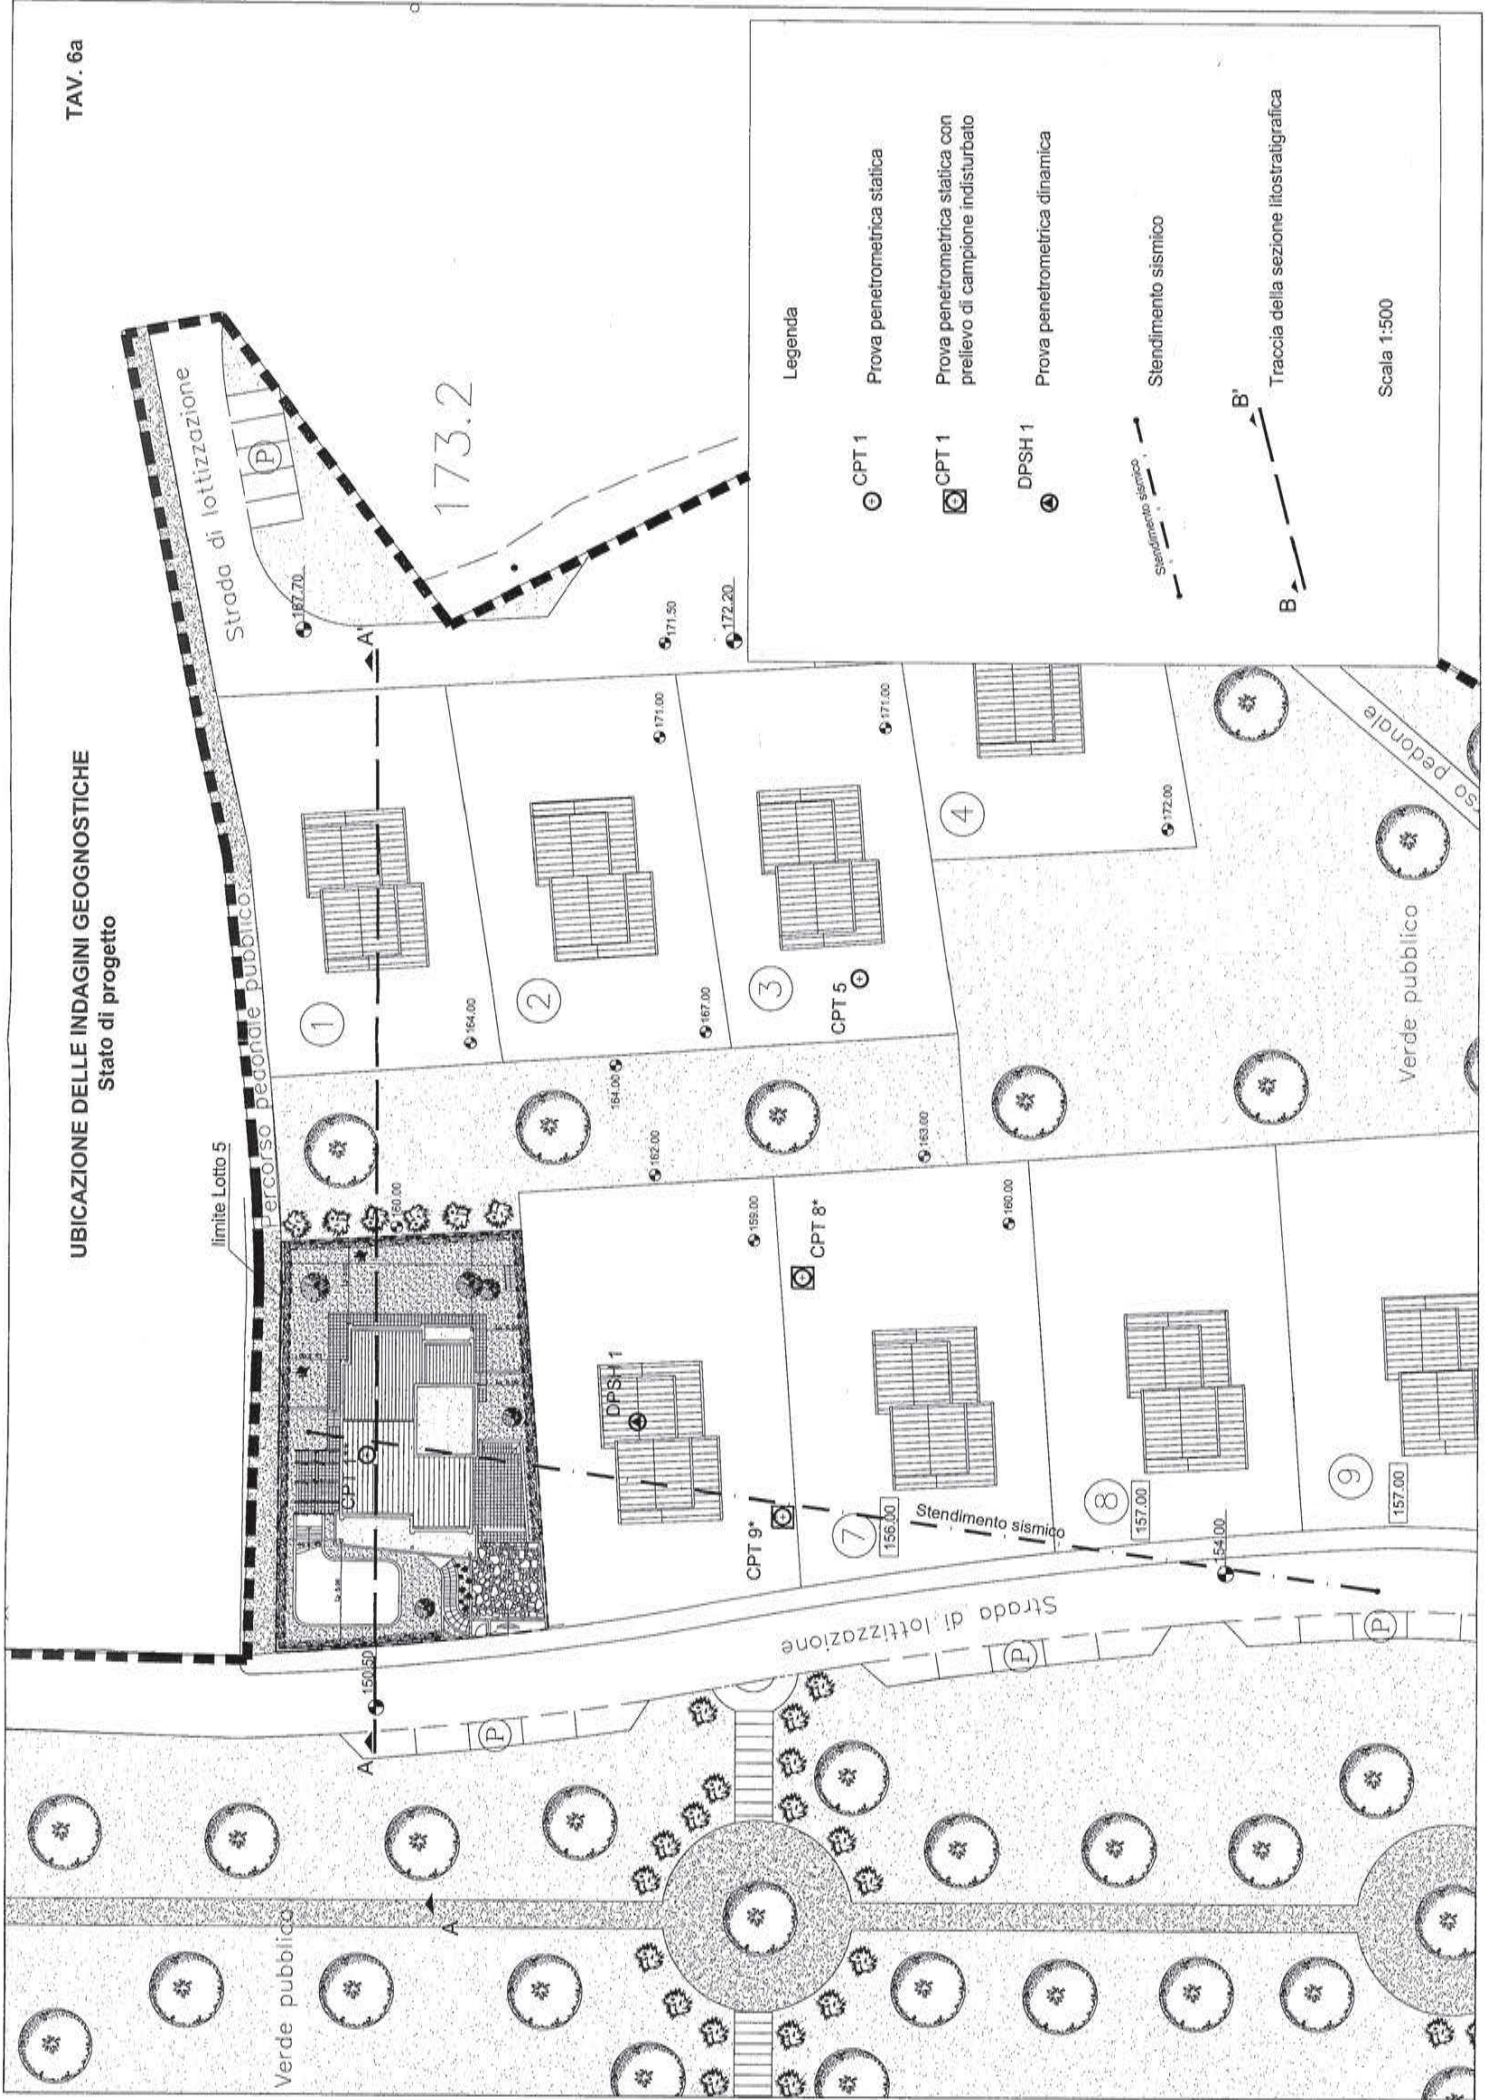 TAV. 6a
UBICAZIONE DELLE INDAGINI GEOGNOSTICHE
Stato di progetto
limite Lotto 5
Percorso pedonale pubblico
Strada di lottizzazione
P
167.70
173.2
A'
171.50
172.20
1
164.00
2
171.00
167.00
3
171.00
CPT 5
4
172.00
so pedonale
Verde pubblico
164.00
162.00
163.00
160.00
159.00
160.00
CPT 1
DPSH 1
CPT 8*
CPT 9*
7
156.00
Stendimento sismico
8
157.00
9
157.00
154.00
Strada di lottizzazione
P
P
P
150.50
A
A
Verde pubblico
Legenda
CPT 1
Prova penetrometrica statica
CPT 1
Prova penetrometrica statica con
prelievo di campione indisturbato
DPSH 1
Prova penetrometrica dinamica
Stendimento sismico
Stendimento sismico
B
B'
Traccia della sezione litostratigrafica
Scala 1:500